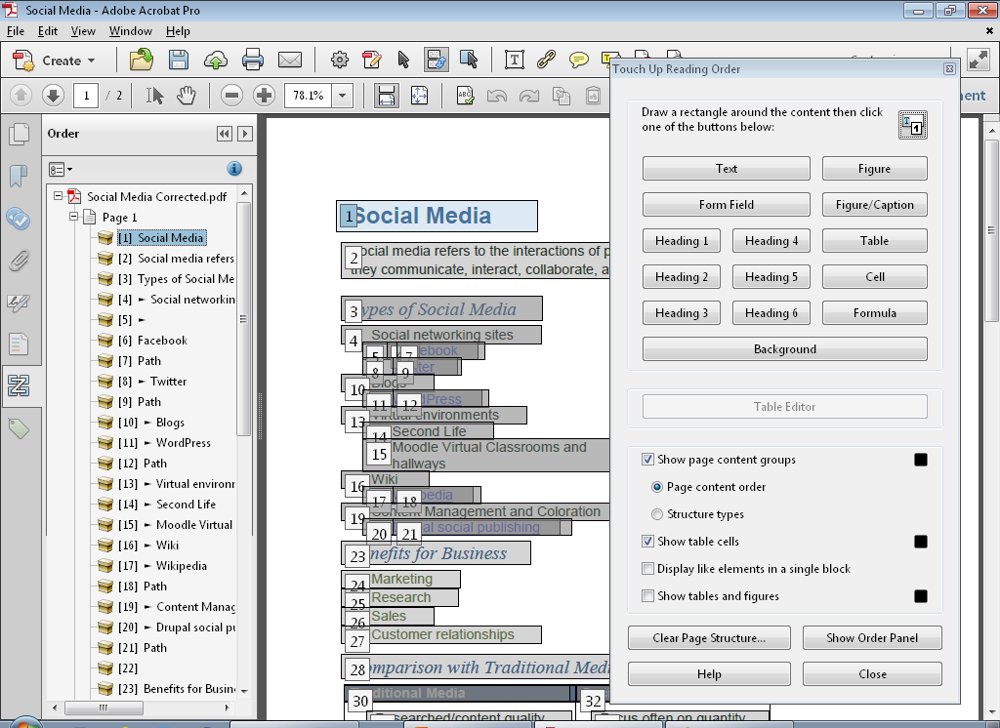 Social Media - Adobe Acrobat Pro
File Edit View Window Help
Create
1 / 2
78.1%
Order
Social Media Corrected.pdf
Page 1
[1] Social Media
[2] Social media refers
[3] Types of Social Me
[4] ► Social networkin
[5] ►
[6] Facebook
[7] Path
[8] ► Twitter
[9] Path
[10] ► Blogs
[11] ► WordPress
[12] Path
[13] ► Virtual environr
[14] ► Second Life
[15] ► Moodle Virtual
[16] ► Wiki
[17] ► Wikipedia
[18] Path
[19] ► Content Manag
[20] ► Drupal social pu
[21] Path
[22]
[23] Benefits for Busin
1 Social Media
2 ocial media refers to the interactions of p
they communicate, interact, collaborate, a
3 ypes of Social Media
4 Social networking sites
5 7 ebook
8 9 tter
10 Blogs
11 12 dPress
13 Virtual environments
14 Second Life
15 Moodle Virtual Classrooms and
hallways
16 Wiki
17 18 pedia
19 Content Management and Coloration
20 21 al social publishing
23 nefits for Business
24 Marketing
25 Research
26 Sales
27 Customer relationships
28 omparison with Traditional Medi
30 ditional Media 32
searched/content quality cus often on quantity
Touch Up Reading Order
Draw a rectangle around the content then click
one of the buttons below:
Text Figure
Form Field Figure/Caption
Heading 1 Heading 4 Table
Heading 2 Heading 5 Cell
Heading 3 Heading 6 Formula
Background
Table Editor
Show page content groups
Page content order
Structure types
Show table cells
Display like elements in a single block
Show tables and figures
Clear Page Structure... Show Order Panel
Help Close
ment